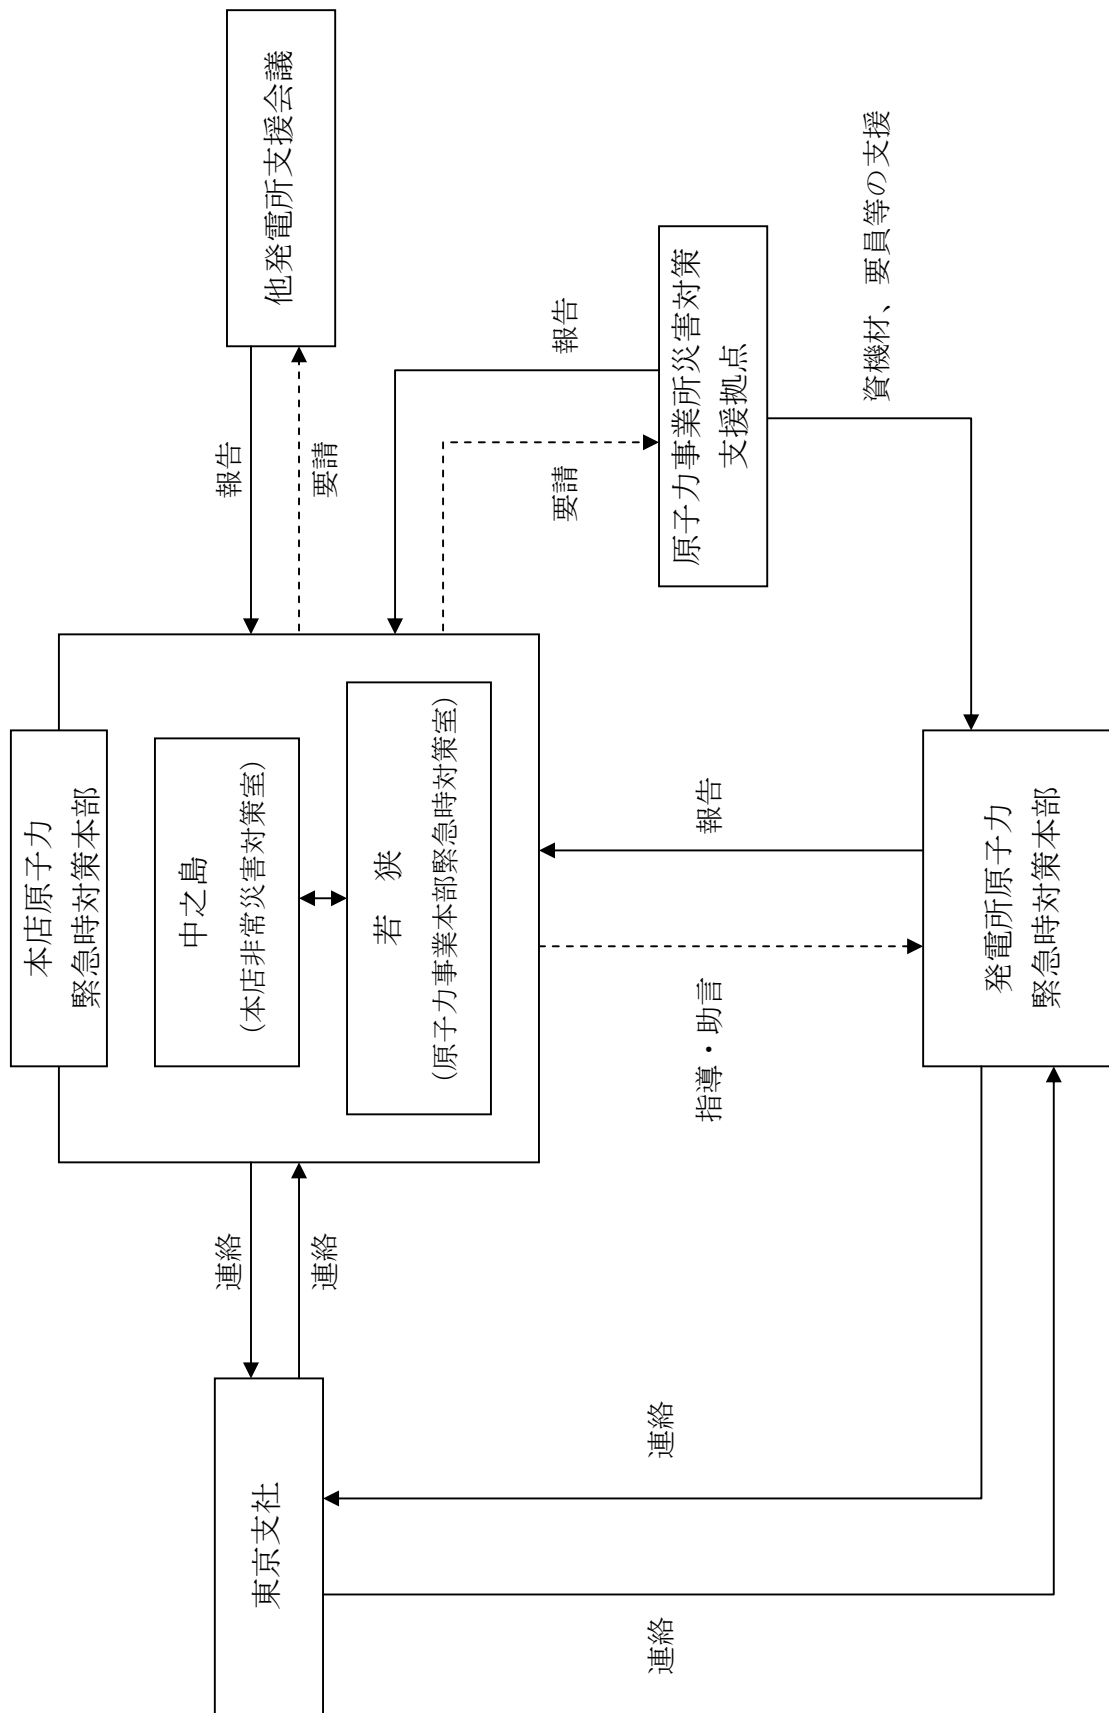 本店原子力
緊急時対策本部
中之島
(本店非常災害対策室)
若　狭
(原子力事業本部緊急時対策室)
東京支社
連絡
連絡
報告
要請
他発電所支援会議
報告
要請
原子力事業所災害対策
支援拠点
資機材、要員等の支援
指導・助言
報告
連絡
連絡
発電所原子力
緊急時対策本部